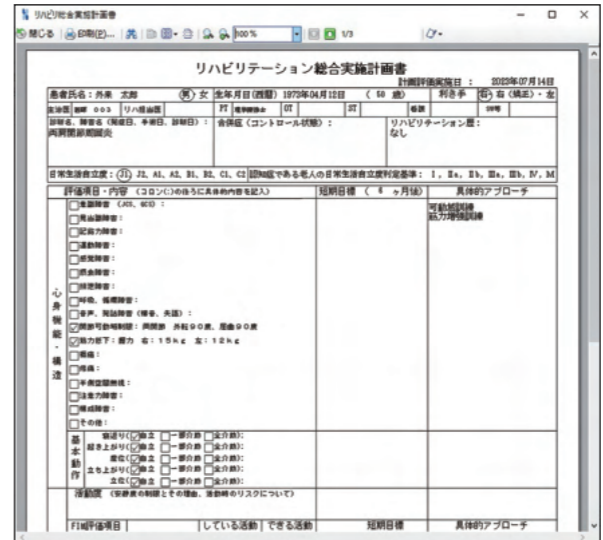 リハビリ総合実施計画書
閉じる 印刷(P)... 100% 1/3
リハビリテーション総合実施計画書
計画評価実施日： 2023年07月14日
患者氏名：外来 太郎 男 女 生年月日(西暦) 1973年04月12日 ( 50 歳) 利き手 右 右（矯正）・左
主治医 医師 003 リハ担当医 PT 理学療法士 OT ST 看護 SW等
診断名、障害名（発症日、手術日、診断日）： 合併症（コントロール状態）： リハビリテーション歴：
両肩関節周囲炎 なし
日常生活自立度：J1, J2, A1, A2, B1, B2, C1, C2 認知症である老人の日常生活自立度判定基準： Ⅰ, Ⅱa, Ⅱb, Ⅲa, Ⅲb, Ⅳ, M
評価項目・内容 （コロン(:)の後ろに具体的内容を記入） 短期目標 （ 6 ヶ月後） 具体的アプローチ
心身機能・構造
意識障害 （JCS, GCS）： 可動域訓練
見当識障害： 筋力増強訓練
記銘力障害：
運動障害：
感覚障害：
摂食障害：
排泄障害：
呼吸、循環障害：
音声、発話障害（構音、失語）：
関節可動域制限：両関節 外転90度、屈曲90度
筋力低下：握力 右：15kg 左：12kg
褥瘡：
疼痛：
半側空間無視：
注意力障害：
構成障害：
その他：
基本動作
寝返り(自立 一部介助 全介助)：
起き上がり(自立 一部介助 全介助)：
座位(自立 一部介助 全介助)：
立ち上がり(自立 一部介助 全介助)：
立位(自立 一部介助 全介助)：
活動度 （安静度の制限とその理由、活動時のリスクについて）
FIM評価項目 している活動 できる活動 短期目標 具体的アプローチ